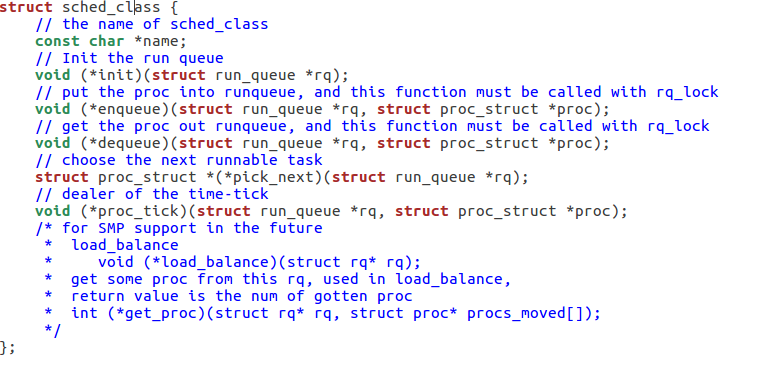 struct sched_class {
    // the name of sched_class
    const char *name;
    // Init the run queue
    void (*init)(struct run_queue *rq);
    // put the proc into runqueue, and this function must be called with rq_lock
    void (*enqueue)(struct run_queue *rq, struct proc_struct *proc);
    // get the proc out runqueue, and this function must be called with rq_lock
    void (*dequeue)(struct run_queue *rq, struct proc_struct *proc);
    // choose the next runnable task
    struct proc_struct *(*pick_next)(struct run_queue *rq);
    // dealer of the time-tick
    void (*proc_tick)(struct run_queue *rq, struct proc_struct *proc);
    /* for SMP support in the future
     *  load_balance
     *     void (*load_balance)(struct rq* rq);
     *  get some proc from this rq, used in load_balance,
     *  return value is the num of gotten proc
     *  int (*get_proc)(struct rq* rq, struct proc* procs_moved[]);
     */
};